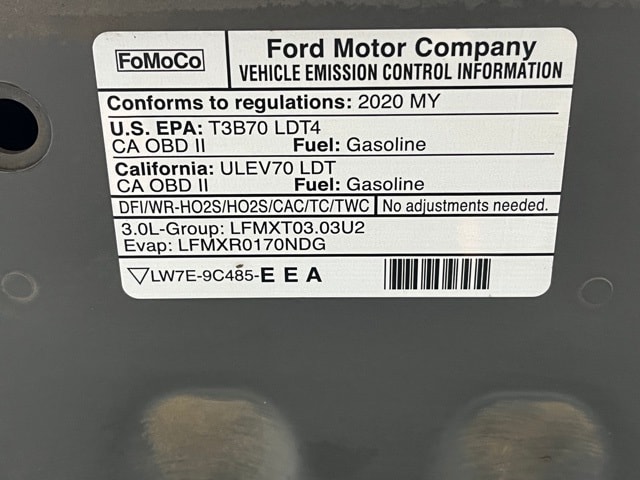 FoMoCo
Ford Motor Company
VEHICLE EMISSION CONTROL INFORMATION
Conforms to regulations: 2020 MY
U.S. EPA: T3B70 LDT4
CA OBD II Fuel: Gasoline
California: ULEV70 LDT
CA OBD II Fuel: Gasoline
DFI/WR-HO2S/HO2S/CAC/TC/TWC No adjustments needed.
3.0L-Group: LFMXT03.03U2
Evap: LFMXR0170NDG
LW7E-9C485-E E A